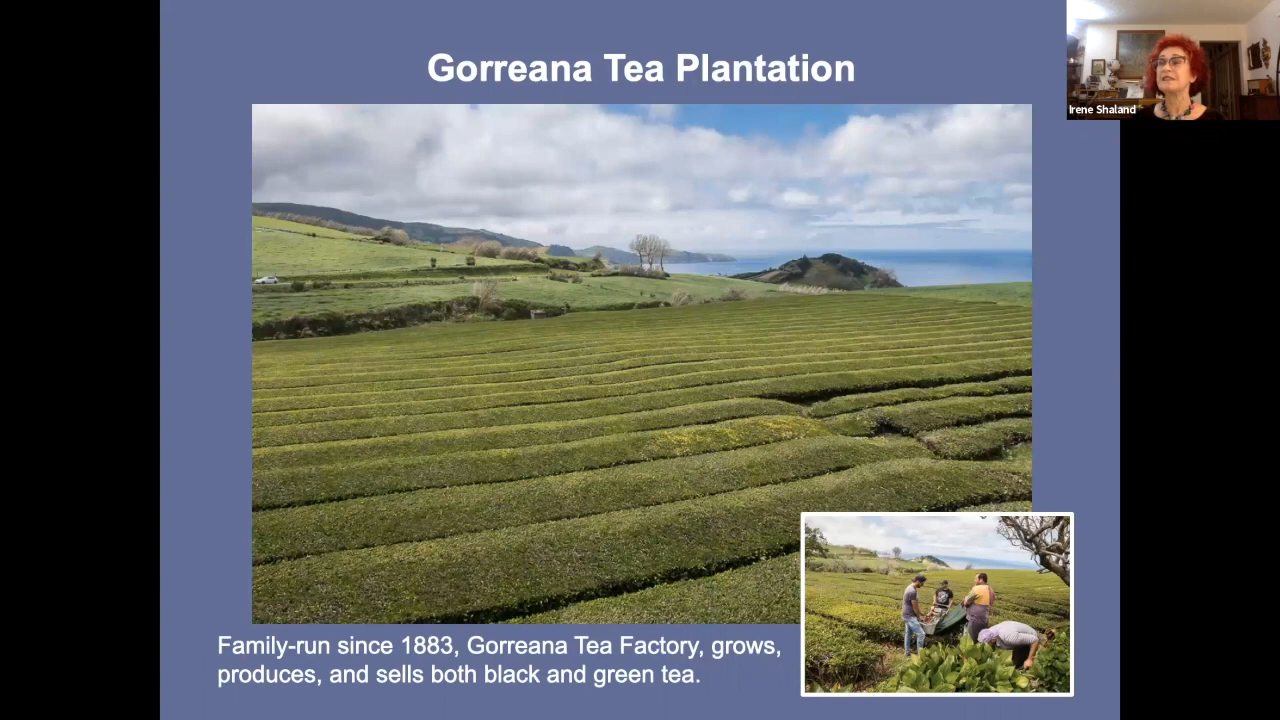 Gorreana Tea Plantation
Irene Shaland
Family-run since 1883, Gorreana Tea Factory, grows,
produces, and sells both black and green tea.